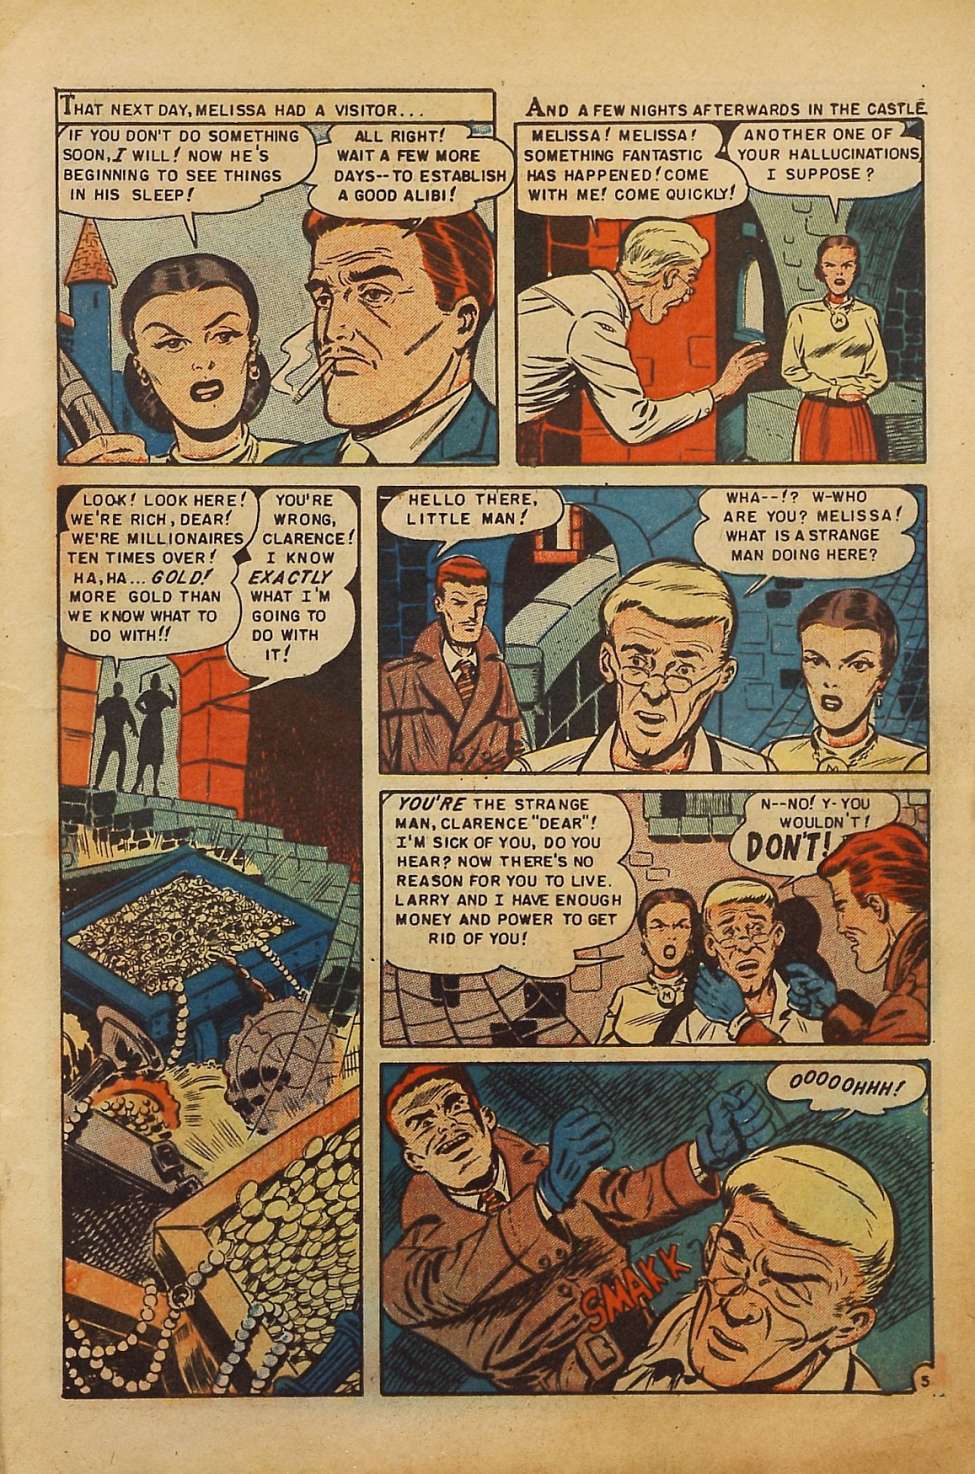 THAT NEXT DAY, MELISSA HAD A VISITOR...
IF YOU DON'T DO SOMETHING
SOON, I WILL! NOW HE'S
BEGINNING TO SEE THINGS
IN HIS SLEEP!
ALL RIGHT!
WAIT A FEW MORE
DAYS--TO ESTABLISH
A GOOD ALIBI!
AND A FEW NIGHTS AFTERWARDS IN THE CASTLE
MELISSA! MELISSA!
SOMETHING FANTASTIC
HAS HAPPENED! COME
WITH ME! COME QUICKLY!
ANOTHER ONE OF
YOUR HALLUCINATIONS,
I SUPPOSE?
M
LOOK! LOOK HERE!
WE'RE RICH, DEAR!
WE'RE MILLIONAIRES
TEN TIMES OVER!
HA, HA... GOLD!
MORE GOLD THAN
WE KNOW WHAT TO
DO WITH!!
YOU'RE
WRONG,
CLARENCE!
I KNOW
EXACTLY
WHAT I'M
GOING TO
DO WITH
IT!
HELLO THERE,
LITTLE MAN!
WHA--!? W-WHO
ARE YOU? MELISSA!
WHAT IS A STRANGE
MAN DOING HERE?
M
YOU'RE THE STRANGE
MAN, CLARENCE "DEAR"!
I'M SICK OF YOU, DO YOU
HEAR? NOW THERE'S NO
REASON FOR YOU TO LIVE.
LARRY AND I HAVE ENOUGH
MONEY AND POWER TO GET
RID OF YOU!
N--NO! Y-YOU
WOULDN'T!
DON'T!
M
OOOOOHHH!
SMAKK
5